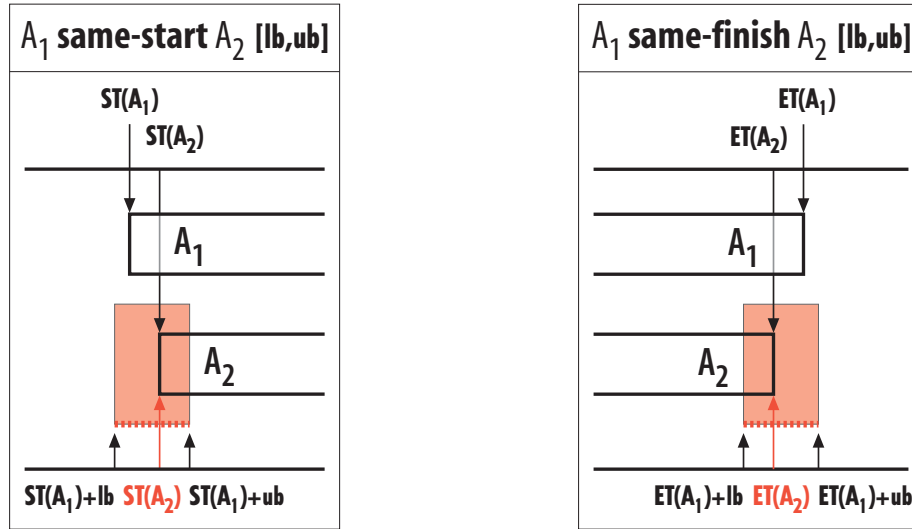 A1 same-start A2 [lb,ub]
ST(A1)
ST(A2)
A1
A2
ST(A1)+lb ST(A2) ST(A1)+ub
A1 same-finish A2 [lb,ub]
ET(A1)
ET(A2)
A1
A2
ET(A1)+lb ET(A2) ET(A1)+ub